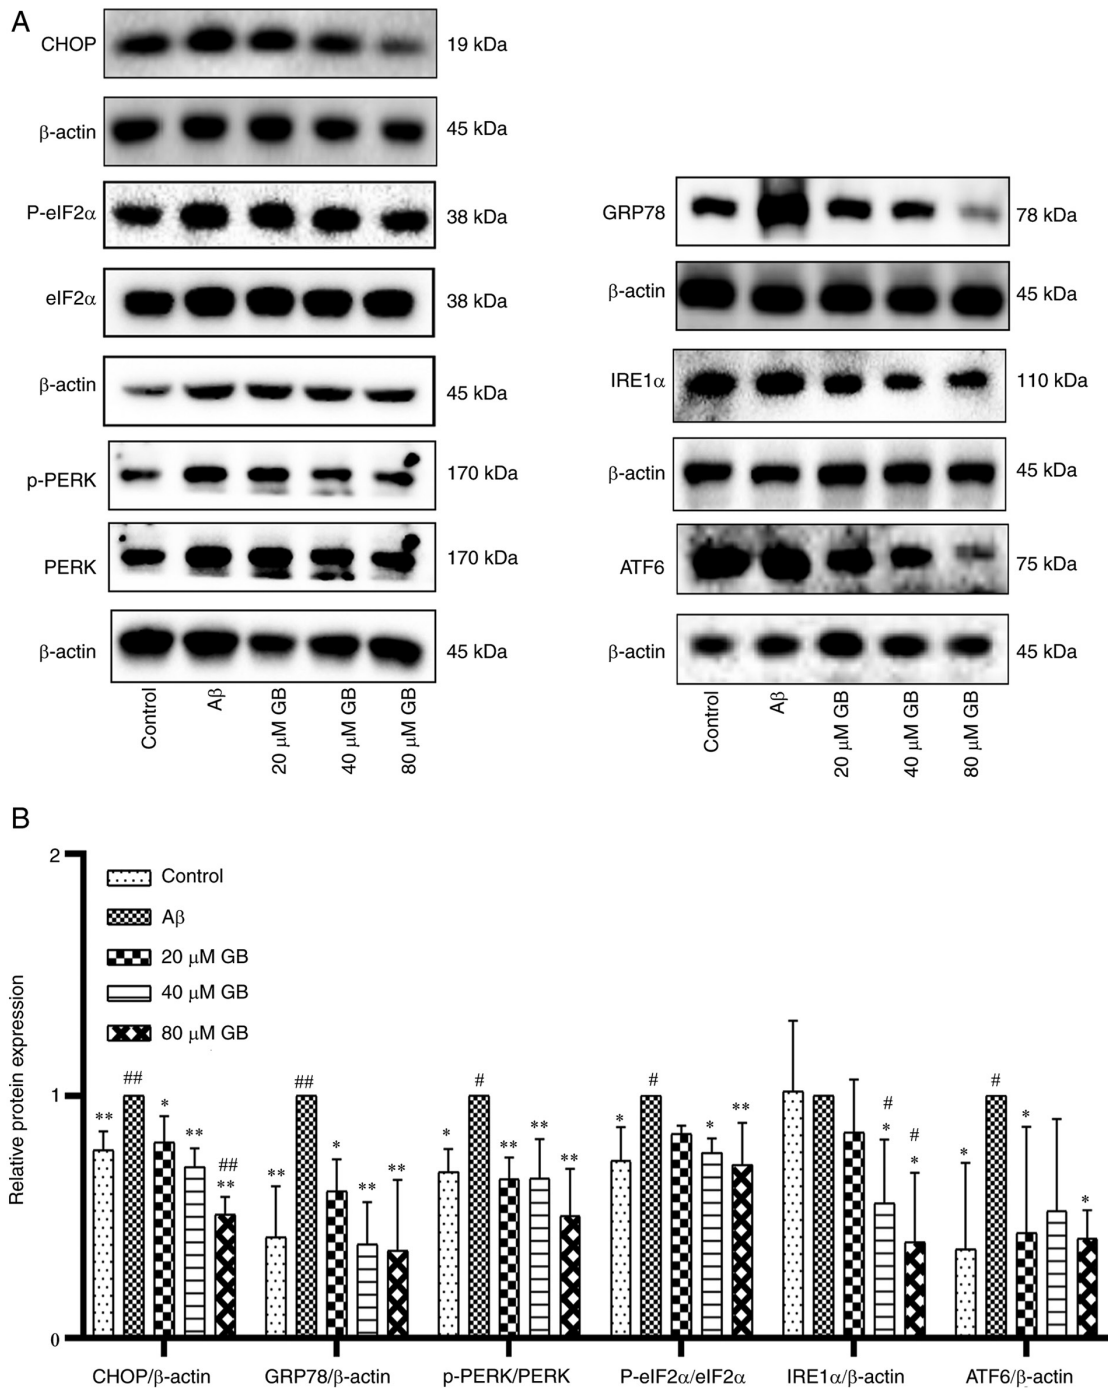 A
CHOP
19 kDa
β-actin
45 kDa
P-eIF2α
38 kDa
eIF2α
38 kDa
β-actin
45 kDa
p-PERK
170 kDa
PERK
170 kDa
β-actin
45 kDa
Control
Aβ
20 μM GB
40 μM GB
80 μM GB
GRP78
78 kDa
β-actin
45 kDa
IRE1α
110 kDa
β-actin
45 kDa
ATF6
75 kDa
β-actin
45 kDa
Control
Aβ
20 μM GB
40 μM GB
80 μM GB
B
Relative protein expression
2
1
0
Control
Aβ
20 μM GB
40 μM GB
80 μM GB
** ## * ** ## **
** ## * ** **
* # ** ** **
* # * **
# * # *
* # * *
CHOP/β-actin
GRP78/β-actin
p-PERK/PERK
P-eIF2α/eIF2α
IRE1α/β-actin
ATF6/β-actin